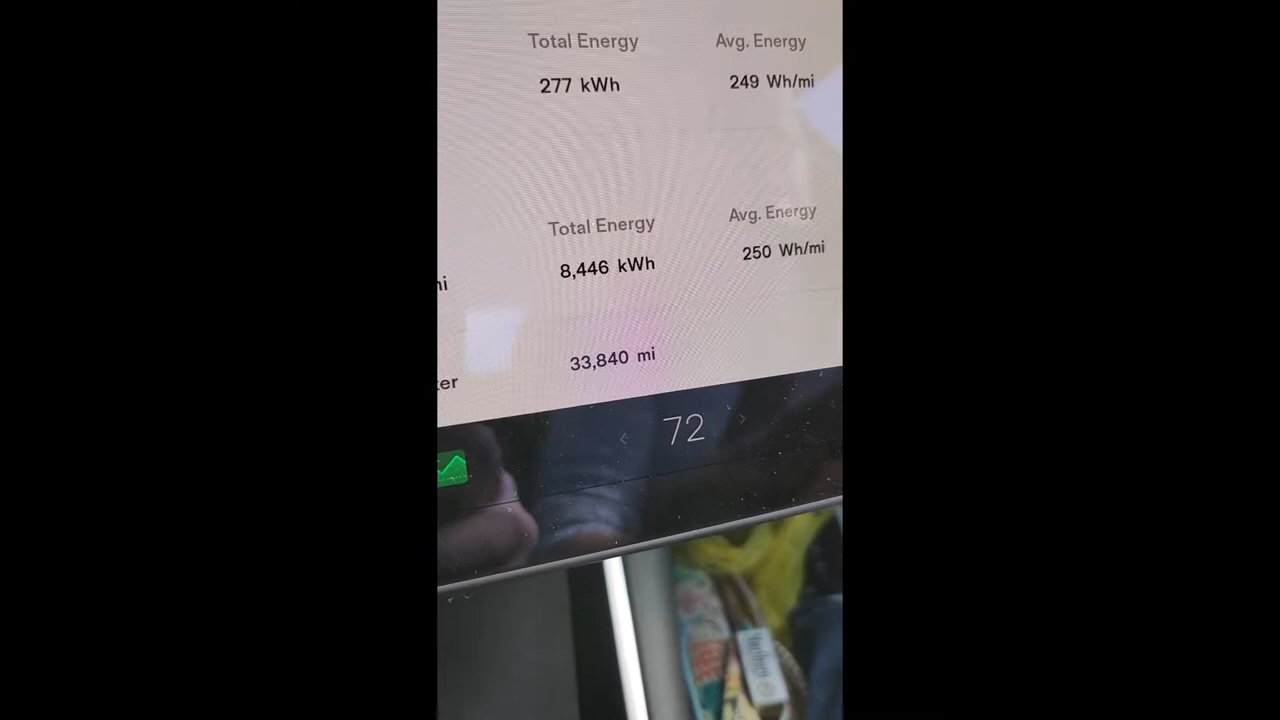 Total Energy Avg. Energy
277 kWh 249 Wh/mi
Total Energy Avg. Energy
8,446 kWh 250 Wh/mi
33,840 mi
72